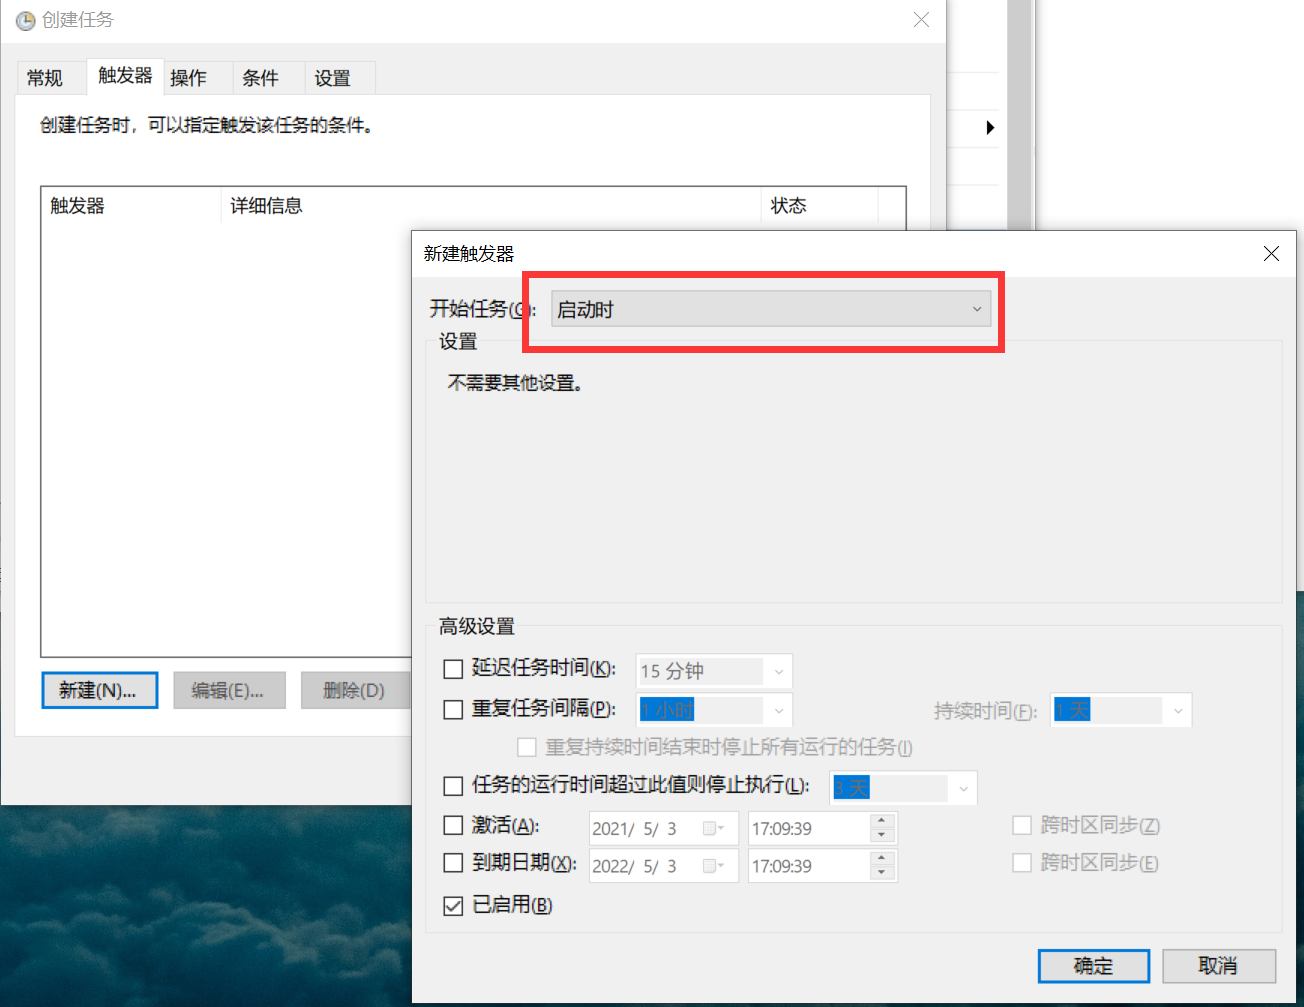 创建任务
常规 触发器 操作 条件 设置
创建任务时，可以指定触发该任务的条件。
触发器 详细信息 状态
新建(N)... 编辑(E)... 删除(D)
新建触发器
开始任务(G): 启动时
设置
不需要其他设置。
高级设置
延迟任务时间(K): 15 分钟
重复任务间隔(P): 1 小时 持续时间(F): 1 天
重复持续时间结束时停止所有运行的任务(I)
任务的运行时间超过此值则停止执行(L): 3 天
激活(A): 2021/ 5/ 3 17:09:39 跨时区同步(Z)
到期日期(X): 2022/ 5/ 3 17:09:39 跨时区同步(E)
已启用(B)
确定 取消